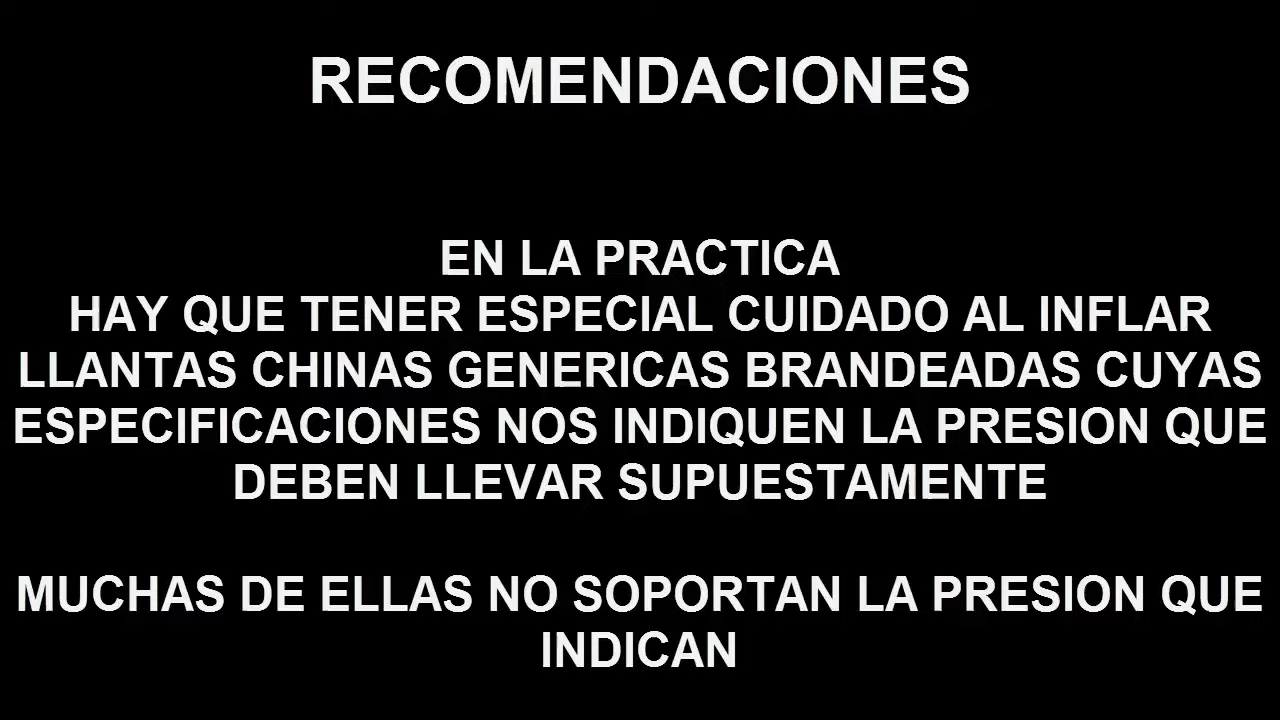 RECOMENDACIONES
EN LA PRACTICA
HAY QUE TENER ESPECIAL CUIDADO AL INFLAR
LLANTAS CHINAS GENERICAS BRANDEADAS CUYAS
ESPECIFICACIONES NOS INDIQUEN LA PRESION QUE
DEBEN LLEVAR SUPUESTAMENTE
MUCHAS DE ELLAS NO SOPORTAN LA PRESION QUE
INDICAN